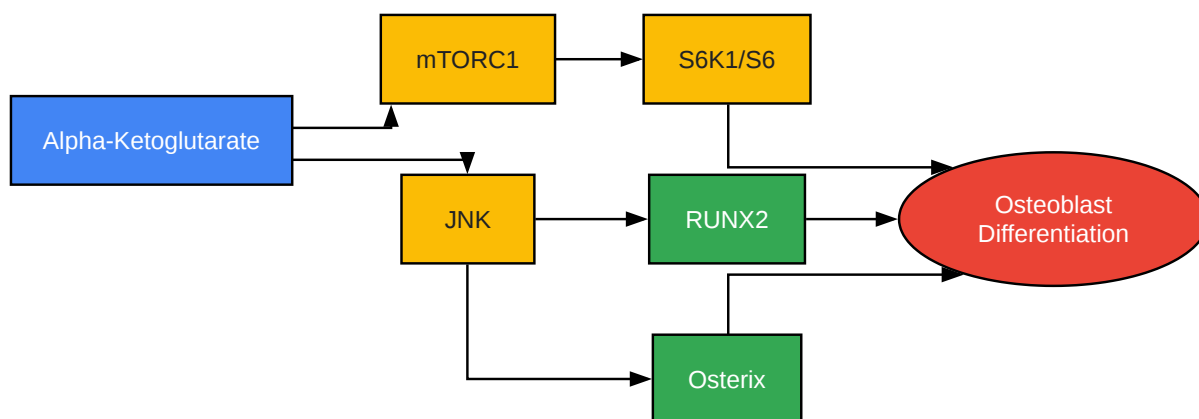 mTORC1
S6K1/S6
Alpha-Ketoglutarate
JNK
RUNX2
Osteoblast
Differentiation
Osterix